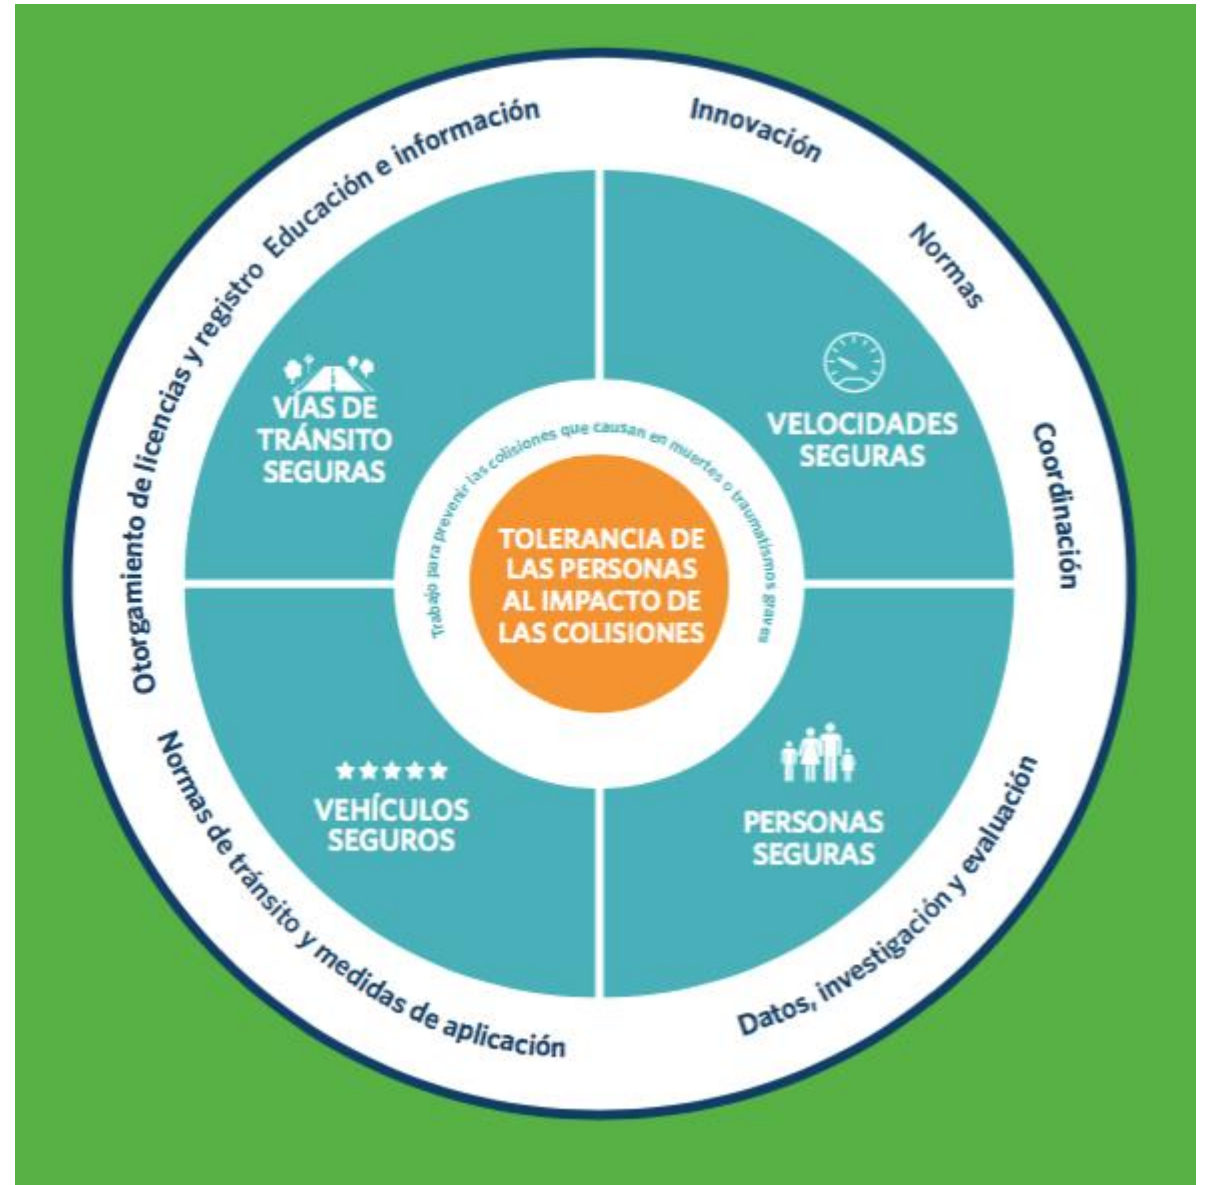 Educación e información
Innovación
Normas
Coordinación
Datos, investigación y evaluación
Normas de tránsito y medidas de aplicación
Otorgamiento de licencias y registro
VÍAS DE
TRÁNSITO
SEGURAS
VELOCIDADES
SEGURAS
PERSONAS
SEGURAS
VEHÍCULOS
SEGUROS
Trabajo para prevenir las colisiones que causan en muertes o traumatismos graves
TOLERANCIA DE
LAS PERSONAS
AL IMPACTO DE
LAS COLISIONES